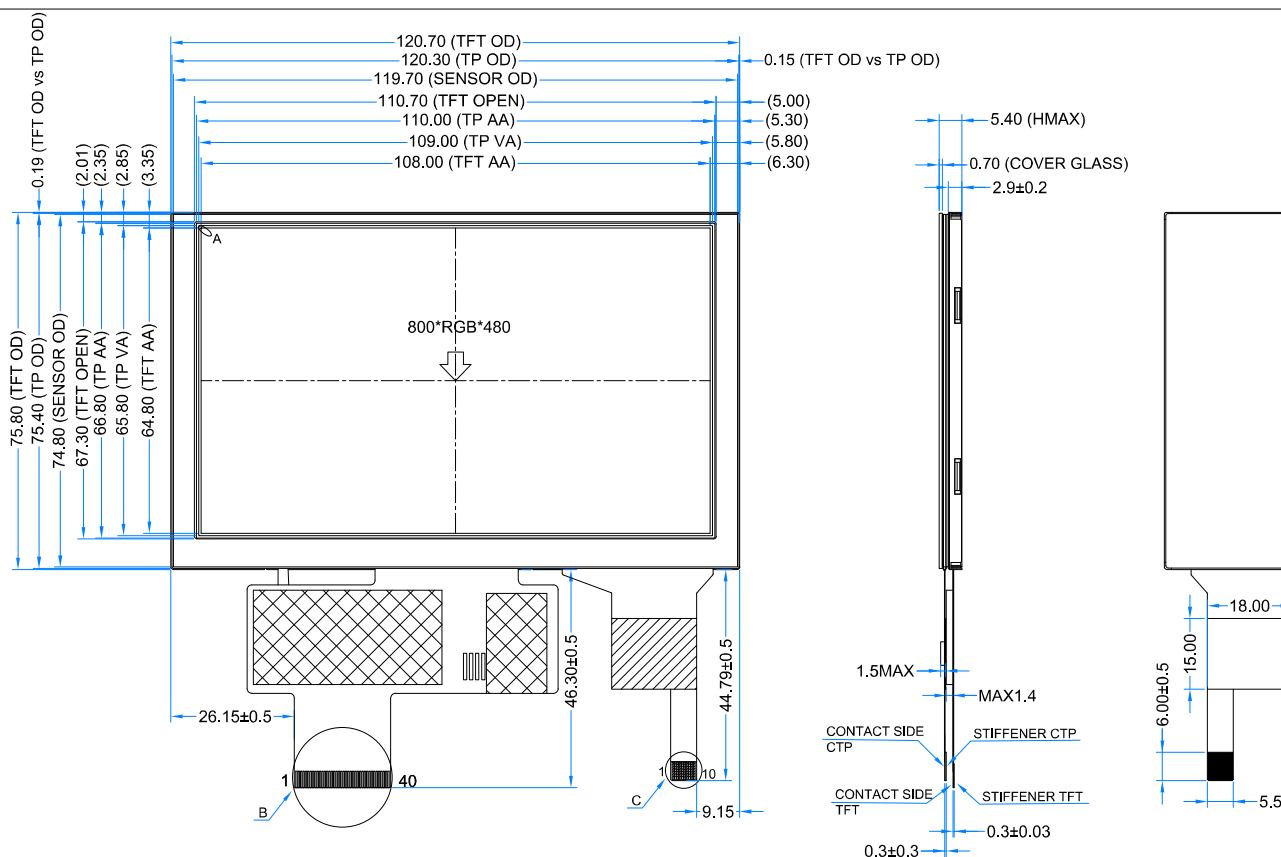 120.70 (TFT OD)
120.30 (TP OD)
0.15 (TFT OD vs TP OD)
119.70 (SENSOR OD)
110.70 (TFT OPEN)
(5.00)
110.00 (TP AA)
(5.30)
109.00 (TP VA)
(5.80)
108.00 (TFT AA)
(6.30)
0.19 (TFT OD vs TP OD)
(2.01)
(2.35)
(2.85)
(3.35)
75.80 (TFT OD)
75.40 (TP OD)
74.80 (SENSOR OD)
67.30 (TFT OPEN)
66.80 (TP AA)
65.80 (TP VA)
64.80 (TFT AA)
A
800*RGB*480
26.15±0.5
46.30±0.5
44.79±0.5
1
40
B
1
10
C
9.15
5.40 (HMAX)
0.70 (COVER GLASS)
2.9±0.2
1.5MAX
MAX1.4
CONTACT SIDE
CTP
STIFFENER CTP
CONTACT SIDE
TFT
STIFFENER TFT
0.3±0.03
0.3±0.3
18.00
15.00
6.00±0.5
5.5